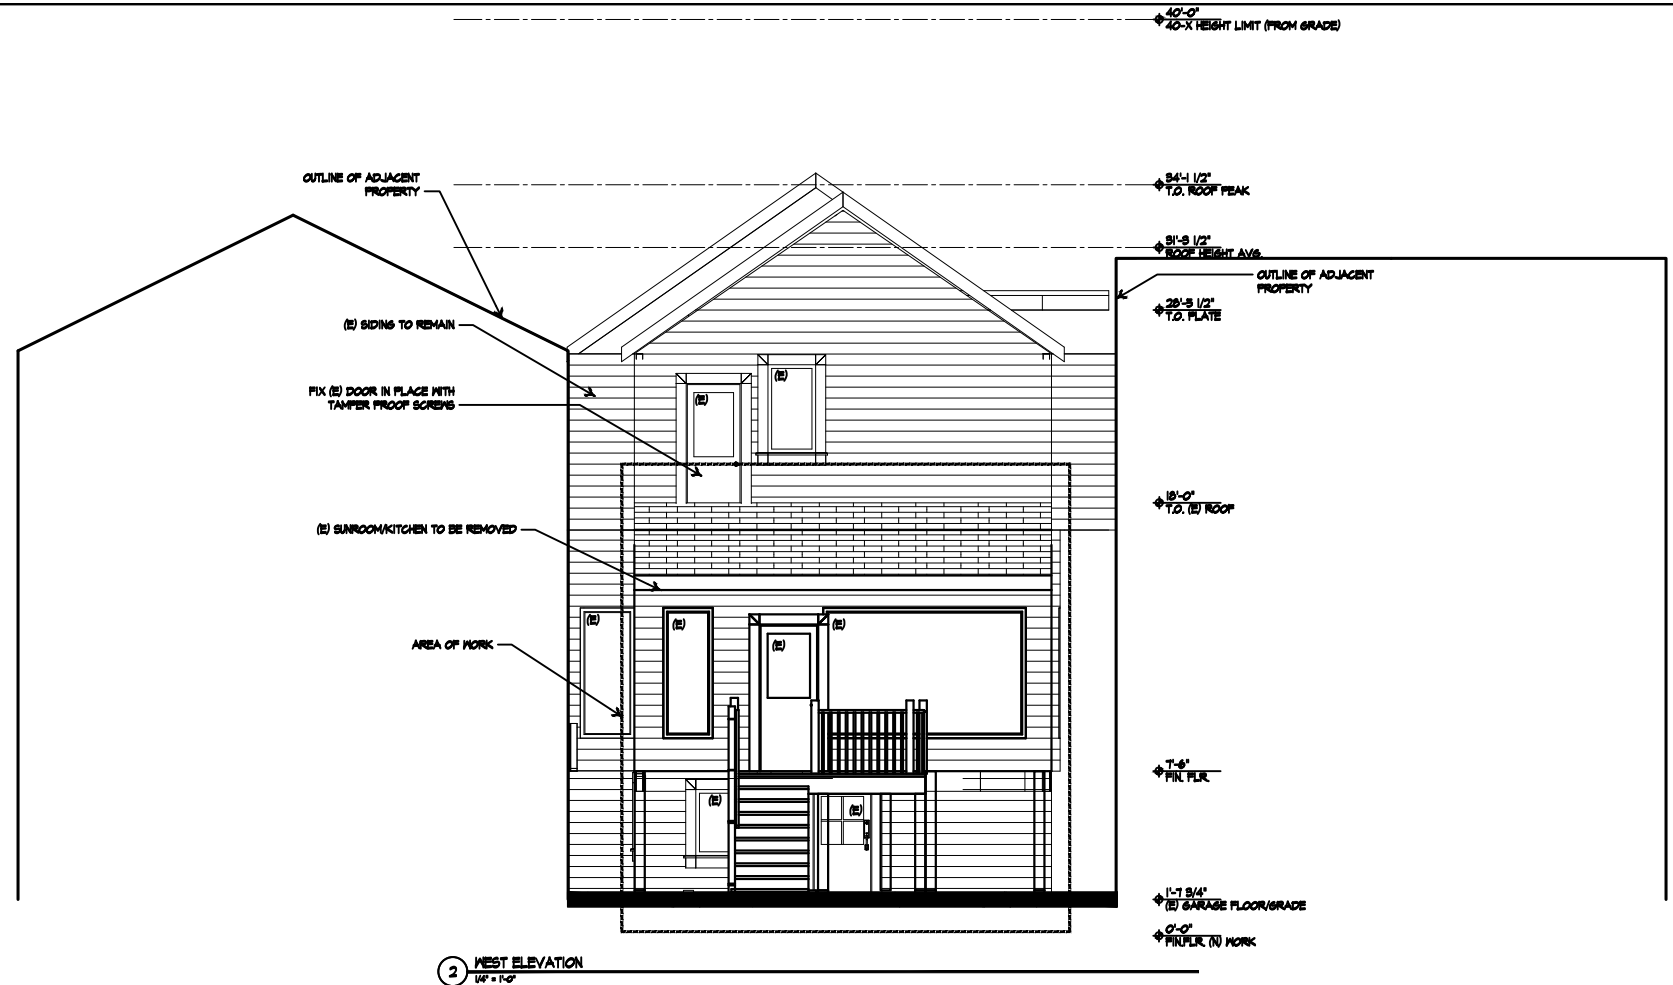 40'-0"
40-X HEIGHT LIMIT (FROM GRADE)
OUTLINE OF ADJACENT
PROPERTY
34'-1 1/2"
T.O. ROOF PEAK
31'-3 1/2"
ROOF HEIGHT AVG.
OUTLINE OF ADJACENT
PROPERTY
28'-5 1/2"
T.O. PLATE
(E) SIDING TO REMAIN
(E)
FIX (E) DOOR IN PLACE WITH
TAMPER PROOF SCREWS
(E)
18'-0"
T.O. (E) ROOF
(E) SUNROOM/KITCHEN TO BE REMOVED
(E)
(E)
(E)
(E)
AREA OF WORK
7'-6"
FIN. FLR.
(E)
(E)
1'-7 3/4"
(E) GARAGE FLOOR/GRADE
0'-0"
FIN.FLR. (N) WORK
2
WEST ELEVATION
1/4" = 1'-0"